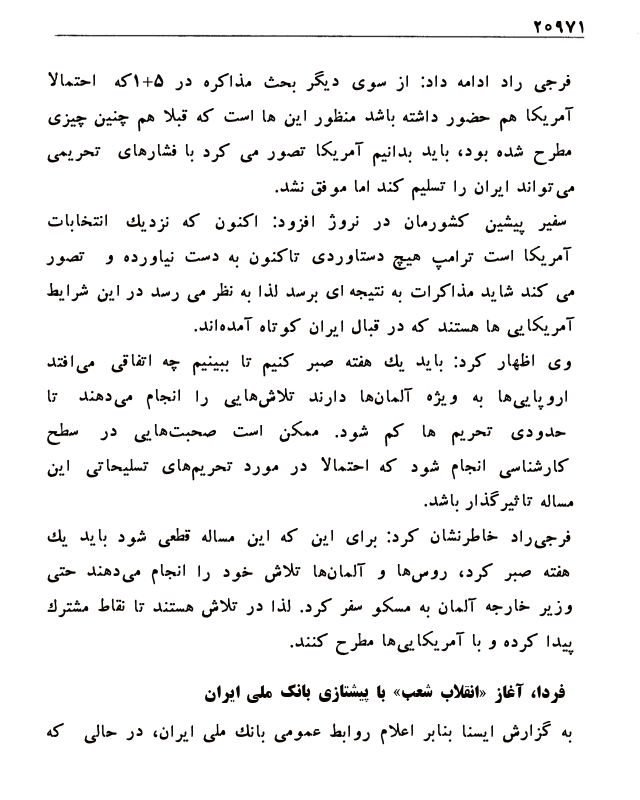 ۲۰۹۷۱
فرجی راد ادامه داد: از سوی دیگر بحث مذاکره در ۵+۱که احتمالا
آمریکا هم حضور داشته باشد منظور این ها است که قبلا هم چنین چیزی
مطرح شده بود، باید بدانیم آمریکا تصور می کرد با فشارهای تحریمی
می‌تواند ایران را تسلیم کند اما موفق نشد.
سفیر پیشین کشورمان در نروژ افزود: اکنون که نزدیک انتخابات
آمریکا است ترامپ هیچ دستاوردی تاکنون به دست نیاورده و تصور
می کند شاید مذاکرات به نتیجه ای برسد لذا به نظر می رسد در این شرایط
آمریکایی ها هستند که در قبال ایران کوتاه آمده‌اند.
وی اظهار کرد: باید یک هفته صبر کنیم تا ببینیم چه اتفاقی می‌افتد
اروپایی‌ها به ویژه آلمان‌ها دارند تلاش‌هایی را انجام می‌دهند تا
حدودی تحریم ها کم شود. ممکن است صحبت‌هایی در سطح
کارشناسی انجام شود که احتمالا در مورد تحریم‌های تسلیحاتی این
مساله تاثیرگذار باشد.
فرجی‌راد خاطرنشان کرد: برای این که این مساله قطعی شود باید یک
هفته صبر کرد، روس‌ها و آلمان‌ها تلاش خود را انجام می‌دهند حتی
وزیر خارجه آلمان به مسکو سفر کرد. لذا در تلاش هستند تا نقاط مشترک
پیدا کرده و با آمریکایی‌ها مطرح کنند.
فردا، آغاز «انقلاب شعب» با پیشتازی بانک ملی ایران
به گزارش ایسنا بنابر اعلام روابط عمومی بانک ملی ایران، در حالی که